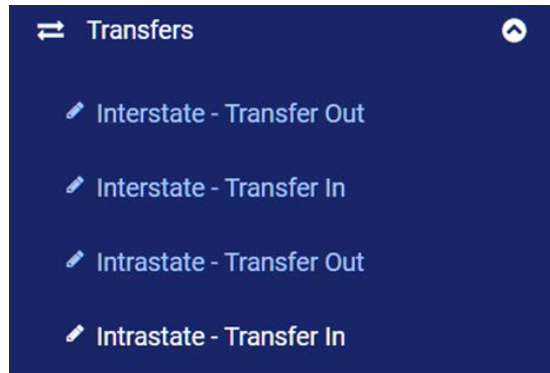 Transfers
Interstate - Transfer Out
Interstate - Transfer In
Intrastate - Transfer Out
Intrastate - Transfer In